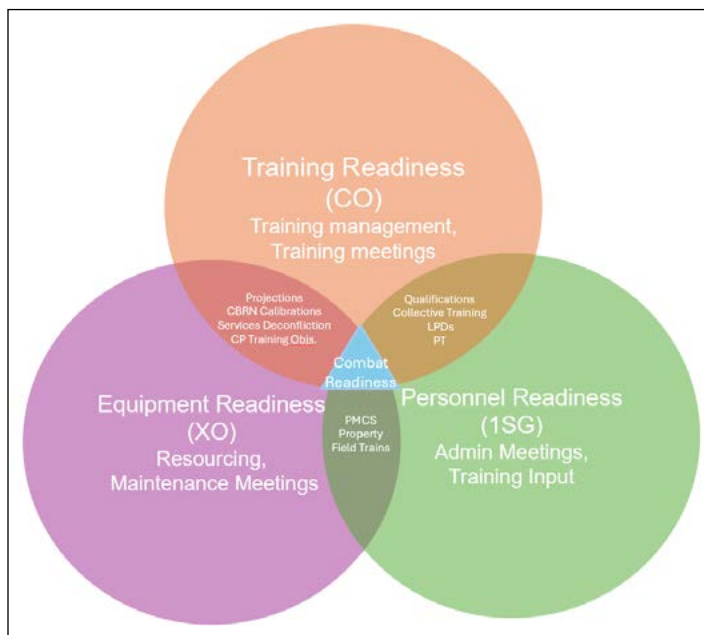 Training Readiness
(CO)
Training management,
Training meetings
Projections
CBRN Calibrations
Services Deconfliction
CP Training Objs.
Qualifications
Collective Training
LPDs
PT
Combat
Readiness
Equipment Readiness
(XO)
Resourcing,
Maintenance Meetings
PMCS
Property
Field Trains
Personnel Readiness
(1SG)
Admin Meetings,
Training Input